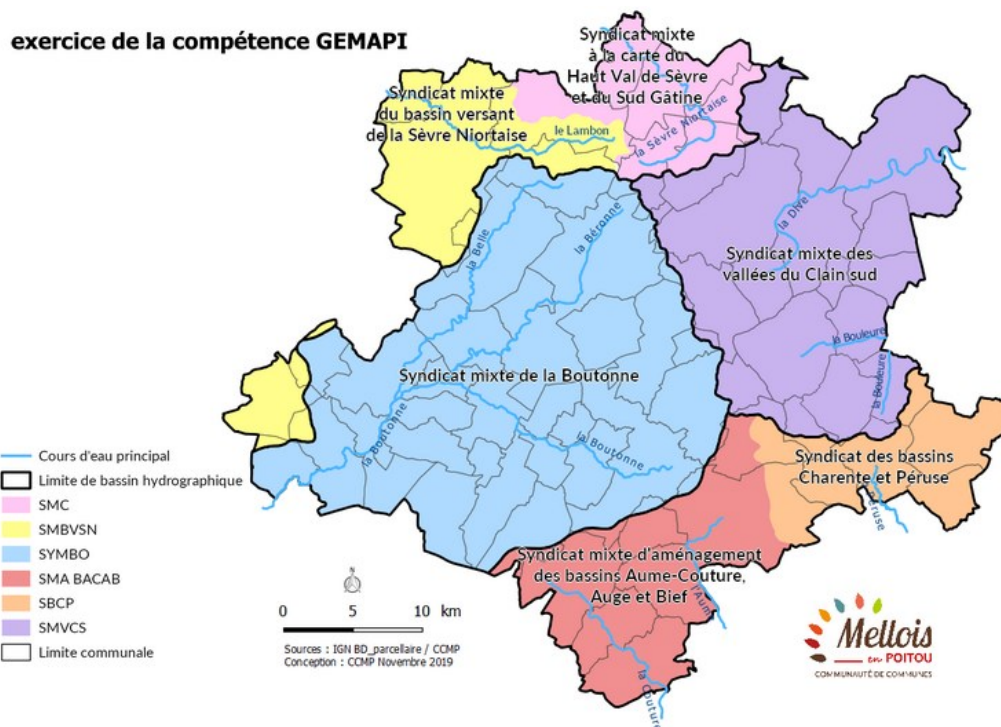 exercice de la compétence GEMAPI
Syndicat mixte
à la carte du
Haut Val de Sèvre
et du Sud Gâtine
Syndicat mixte
du bassin versant
de la Sèvre Niortaise
le Lambon
la Sèvre Niortaise
la Dive
la Belle
la Béronne
Syndicat mixte des
vallées du Clain sud
la Bouleure
la Bouleure
Syndicat mixte de la Boutonne
la Boutonne
la Boutonne
Syndicat des bassins
Charente et Péruse
Péruse
Syndicat mixte d'aménagement
des bassins Aume-Couture,
Auge et Bief
l'Aume
la Couture
Cours d'eau principal
Limite de bassin hydrographique
SMC
SMBVSN
SYMBO
SMA BACAB
SBCP
SMVCS
Limite communale
N
0 5 10 km
Sources : IGN BD_parcellaire / CCMP
Conception : CCMP Novembre 2019
Mellois
en POITOU
COMMUNAUTÉ DE COMMUNES